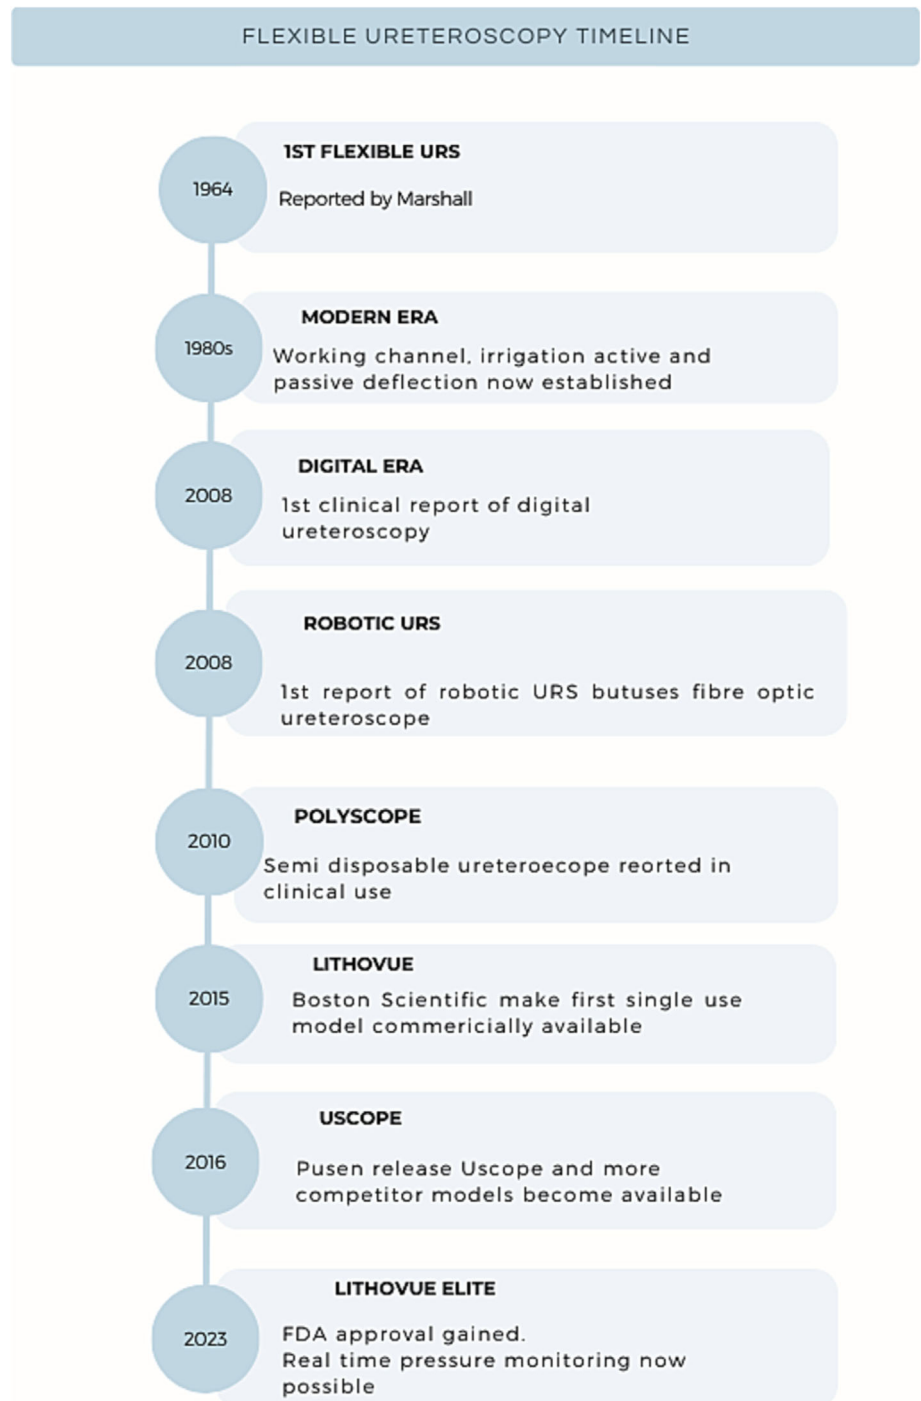 FLEXIBLE URETEROSCOPY TIMELINE
1964
1ST FLEXIBLE URS
Reported by Marshall
1980s
MODERN ERA
Working channel, irrigation active and
passive deflection now established
2008
DIGITAL ERA
1st clinical report of digital
ureteroscopy
2008
ROBOTIC URS
1st report of robotic URS butuses fibre optic
ureteroscope
2010
POLYSCOPE
Semi disposable ureteroecope reorted in
clinical use
2015
LITHOVUE
Boston Scientific make first single use
model commericially available
2016
USCOPE
Pusen release Uscope and more
competitor models become available
2023
LITHOVUE ELITE
FDA approval gained.
Real time pressure monitoring now
possible